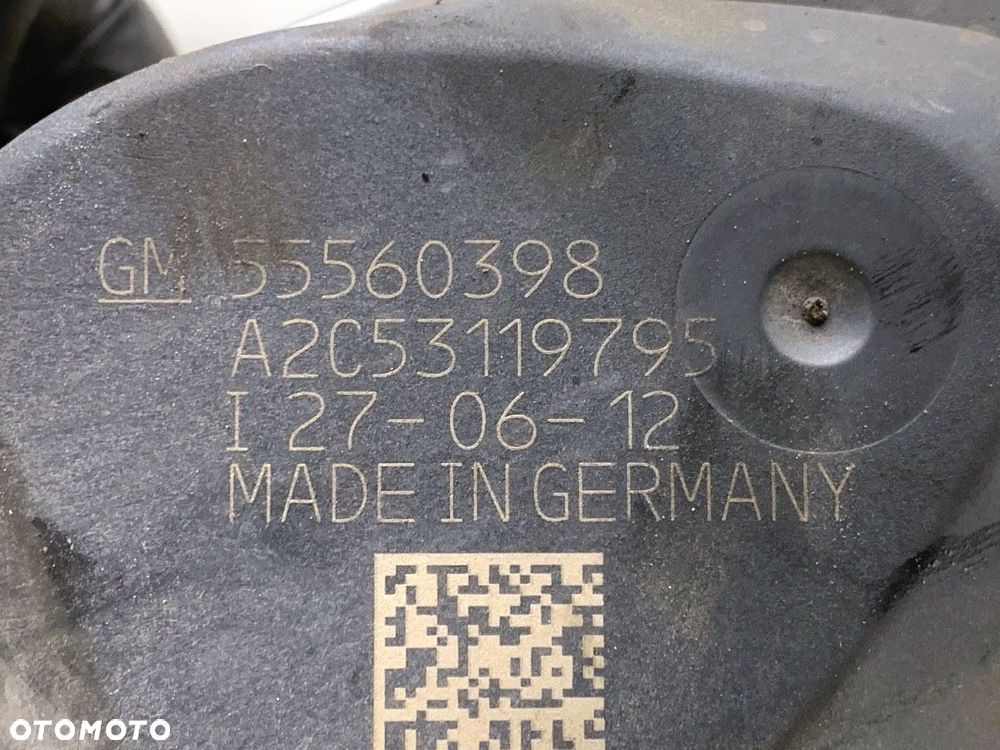 GM 55560398
A2C53119795
I 27-06-12
MADE IN GERMANY
OTOMOTO